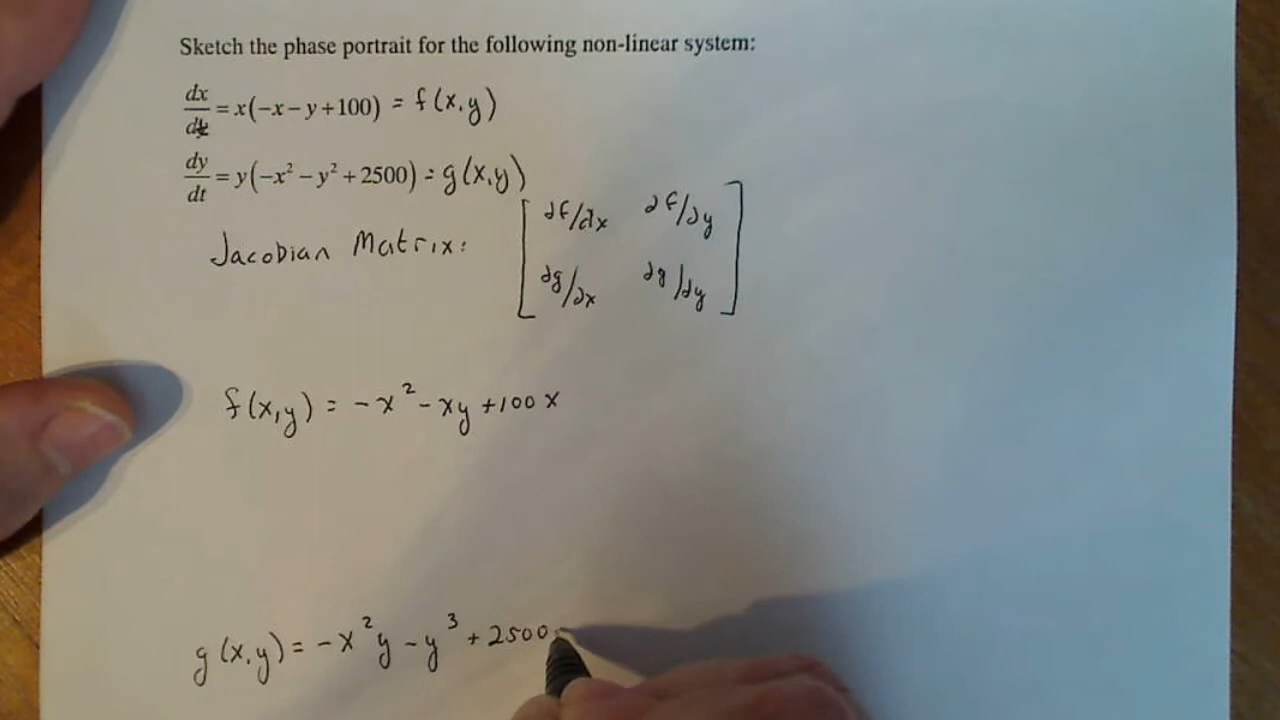 Sketch the phase portrait for the following non-linear system:
dx/dt = x(−x − y + 100) = f(x,y)
dy/dt = y(−x² − y² + 2500) = g(x,y)
Jacobian Matrix: [ ∂f/∂x ∂f/∂y
∂g/∂x ∂g/∂y ]
f(x,y) = −x² − xy + 100x
g(x,y) = −x²y − y³ + 2500